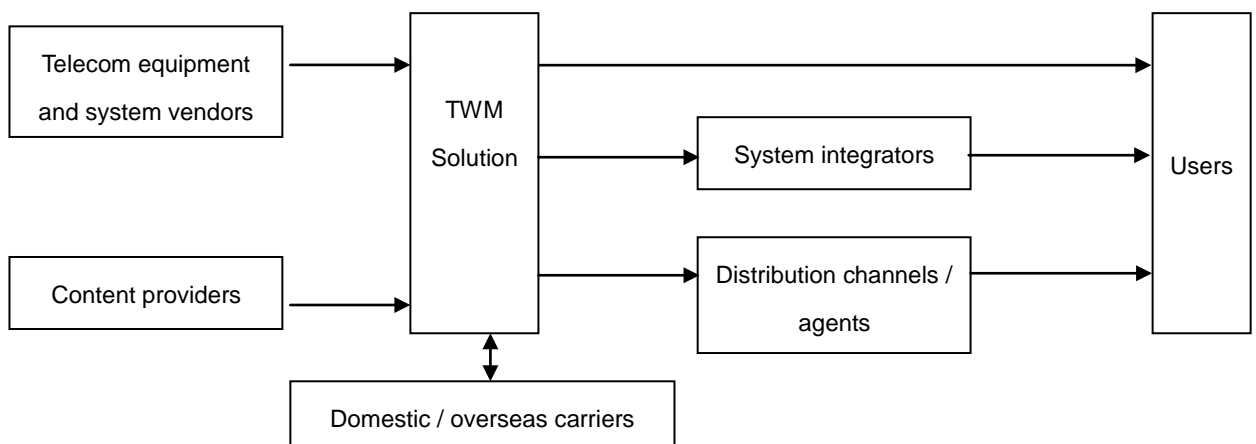 Telecom equipment
and system vendors
TWM
Solution
System integrators
Users
Content providers
Distribution channels /
agents
Domestic / overseas carriers